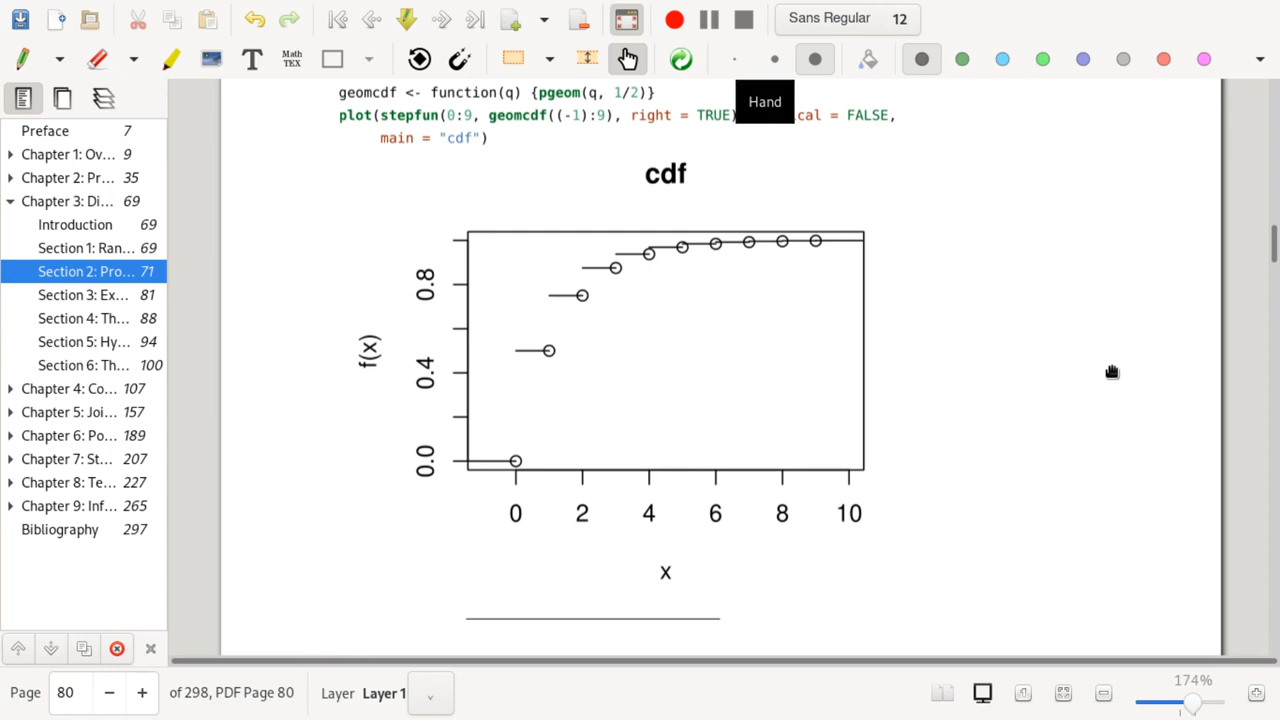 Sans Regular 12
Math
TEX
Hand
Preface 7
Chapter 1: Ov... 9
Chapter 2: Pr... 35
Chapter 3: Di... 69
Introduction 69
Section 1: Ran... 69
Section 2: Pro... 71
Section 3: Ex... 81
Section 4: Th... 88
Section 5: Hy... 94
Section 6: Th... 100
Chapter 4: Co... 107
Chapter 5: Joi... 157
Chapter 6: Po... 189
Chapter 7: St... 207
Chapter 8: Te... 227
Chapter 9: Inf... 265
Bibliography 297
geomcdf <- function(q) {pgeom(q, 1/2)}
plot(stepfun(0:9, geomcdf((-1):9), right = TRUE) cal = FALSE,
main = "cdf")
cdf
f(x)
0.8
0.4
0.0
0 2 4 6 8 10
x
Page 80 of 298, PDF Page 80 Layer Layer 1
174%